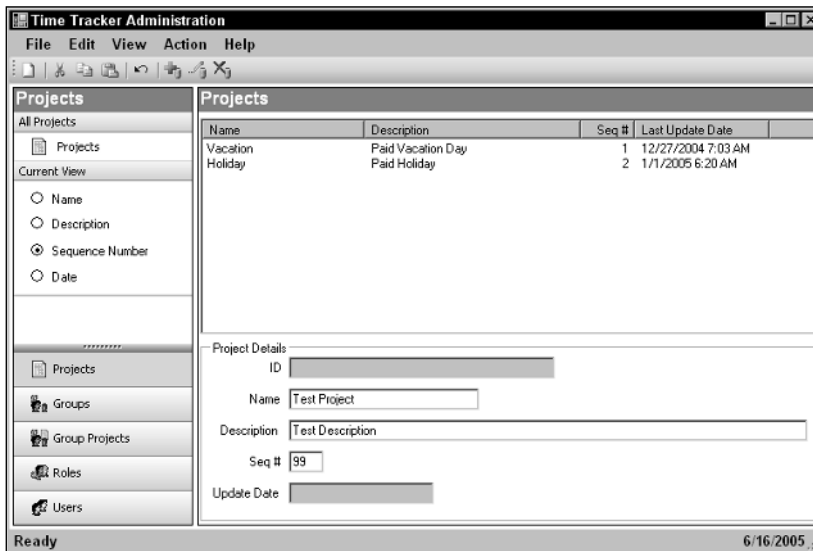 Time Tracker Administration
File Edit View Action Help
Projects
All Projects
Projects
Current View
Name
Description
Sequence Number
Date
Projects
Groups
Group Projects
Roles
Users
Projects
Name Description Seq # Last Update Date
Vacation Paid Vacation Day 1 12/27/2004 7:03 AM
Holiday Paid Holiday 2 1/1/2005 6:20 AM
Project Details
ID
Name Test Project
Description Test Description
Seq # 99
Update Date
Ready 6/16/2005